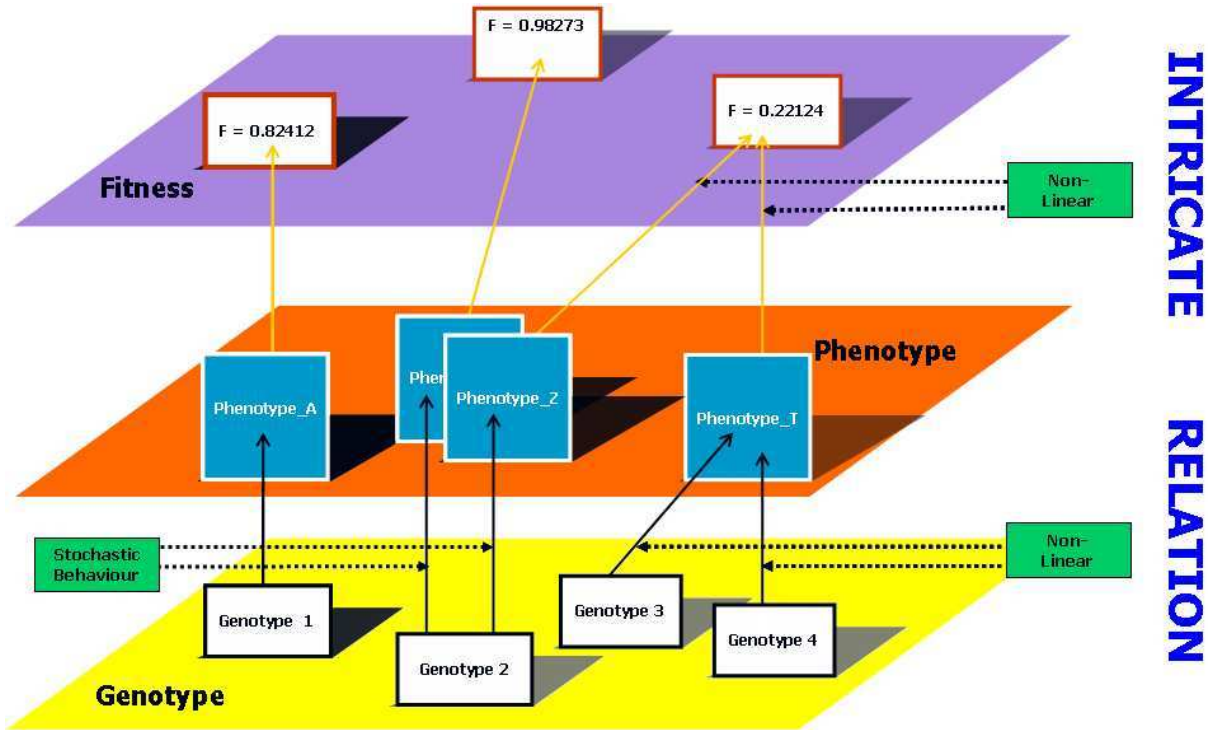 F = 0.98273
F = 0.82412
F = 0.22124
Fitness
Non-
Linear
INTRICATE
Phenotype
Phenotype_A
Phenotype_Z
Phenotype_T
RELATION
Stochastic
Behaviour
Non-
Linear
Genotype 1
Genotype 2
Genotype 3
Genotype 4
Genotype